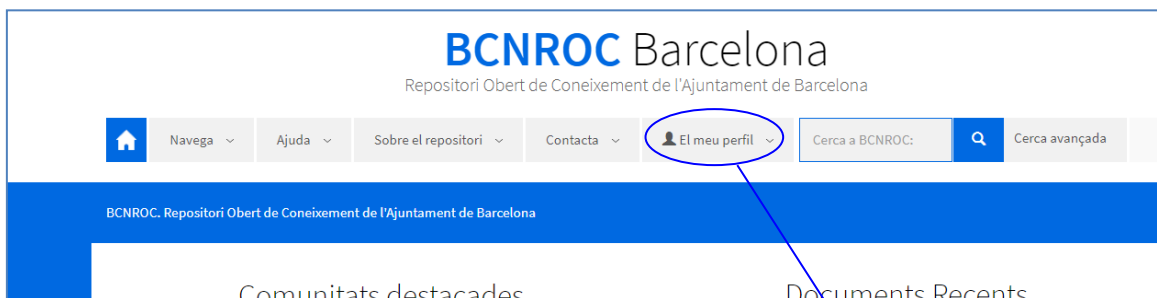 BCNROC Barcelona
Repositori Obert de Coneixement de l'Ajuntament de Barcelona
Navega Ajuda Sobre el repositori Contacta El meu perfil Cerca a BCNROC: Cerca avançada
BCNROC. Repositori Obert de Coneixement de l'Ajuntament de Barcelona
Comunitats destacades Documents Recents